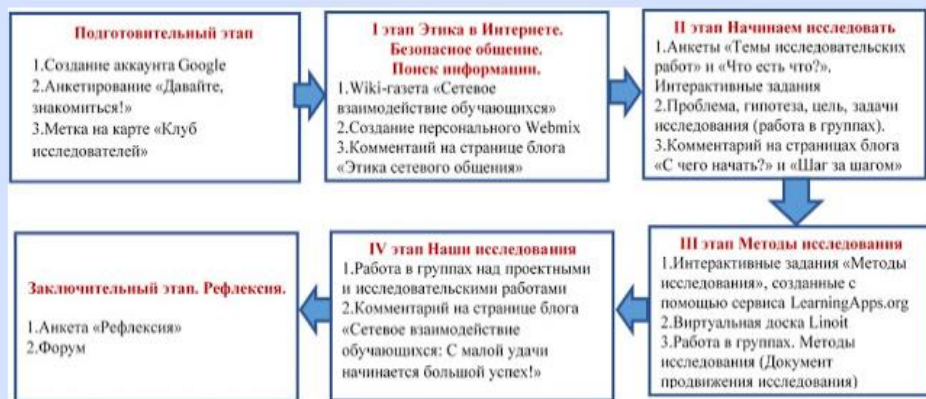 Подготовительный этап
1.Создание аккаунта Google
2.Анкетирование «Давайте,
знакомиться!»
3.Метка на карте «Клуб
исследователей»
I этап Этика в Интернете.
Безопасное общение.
Поиск информации.
1.Wiki-газета «Сетевое
взаимодействие обучающихся»
2.Создание персонального Webmix
3.Комментаий на странице блога
«Этика сетевого общения»
II этап Начинаем исследовать
1.Анкеты «Темы исследовательских
работ» и «Что есть что?».
Интерактивные задания
2.Проблема, гипотеза, цель, задачи
исследования (работа в группах).
3.Комментарий на страницах блога
«С чего начать?» и «Шаг за шагом»
III этап Методы исследования
1.Интерактивные задания «Методы
исследования», созданные с
помощью сервиса LearningApps.org
2.Виртуальная доска Linoit
3.Работа в группах. Методы
исследования (Документ
продвижения исследования)
IV этап Наши исследования
1.Работа в группах над проектными
и исследовательскими работами
2.Комментарий на странице блога
«Сетевое взаимодействие
обучающихся: С малой удачи
начинается большой успех!»
Заключительный этап. Рефлексия.
1.Анкета «Рефлексия»
2.Форум